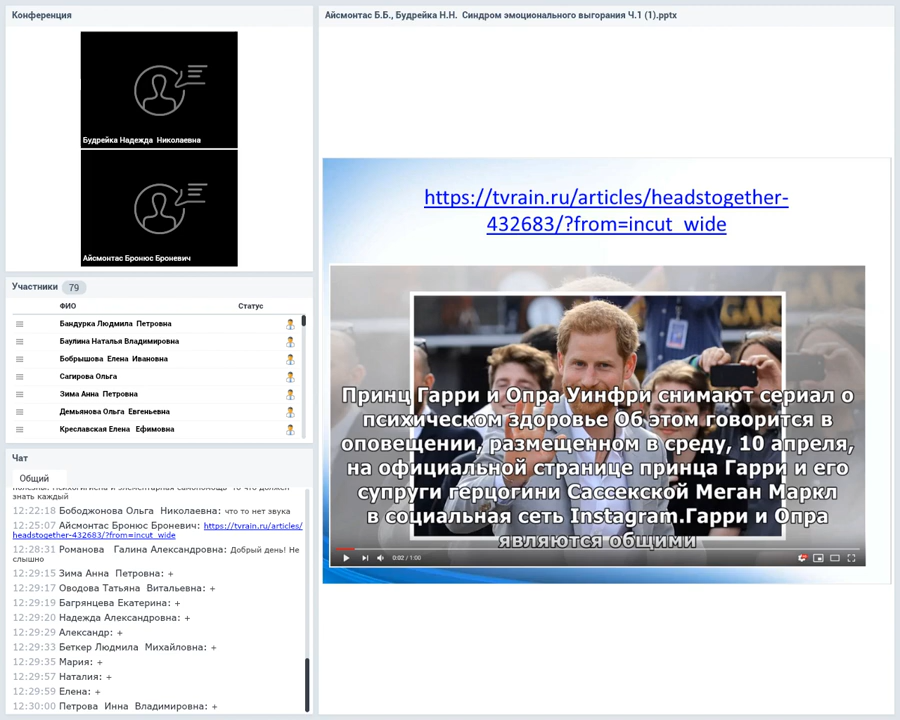 Конференция
Будрейка Надежда Николаевна
Айсмонтас Бронюс Броневич
Участники 79
ФИО Статус
Бандурка Людмила Петровна
Баулина Наталья Владимировна
Бобрышова Елена Ивановна
Сагирова Ольга
Зима Анна Петровна
Демьянова Ольга Евгеньевна
Креславская Елена Ефимовна
Чат
Общий
знать каждый
12:22:18 Бободжонова Ольга Николаевна: что то нет звука
12:25:07 Айсмонтас Бронюс Броневич: https://tvrain.ru/articles/
headstogether-432683/?from=incut_wide
12:28:31 Романова Галина Александровна: Добрый день! Не
слышно
12:29:15 Зима Анна Петровна: +
12:29:17 Оводова Татьяна Витальевна: +
12:29:19 Багрянцева Екатерина: +
12:29:20 Надежда Александровна: +
12:29:29 Александр: +
12:29:33 Беткер Людмила Михайловна: +
12:29:35 Мария: +
12:29:57 Наталия: +
12:29:59 Елена: +
12:30:00 Петрова Инна Владимировна: +
Айсмонтас Б.Б., Будрейка Н.Н. Синдром эмоционального выгорания Ч.1 (1).pptx
https://tvrain.ru/articles/headstogether-
432683/?from=incut_wide
Принц Гарри и Опра Уинфри снимают сериал о
психическом здоровье Об этом говорится в
оповещении, размещенном в среду, 10 апреля,
на официальной странице принца Гарри и его
супруги герцогини Сассекской Меган Маркл
в социальная сеть Instagram.Гарри и Опра
являются общими
0:02 / 1:00